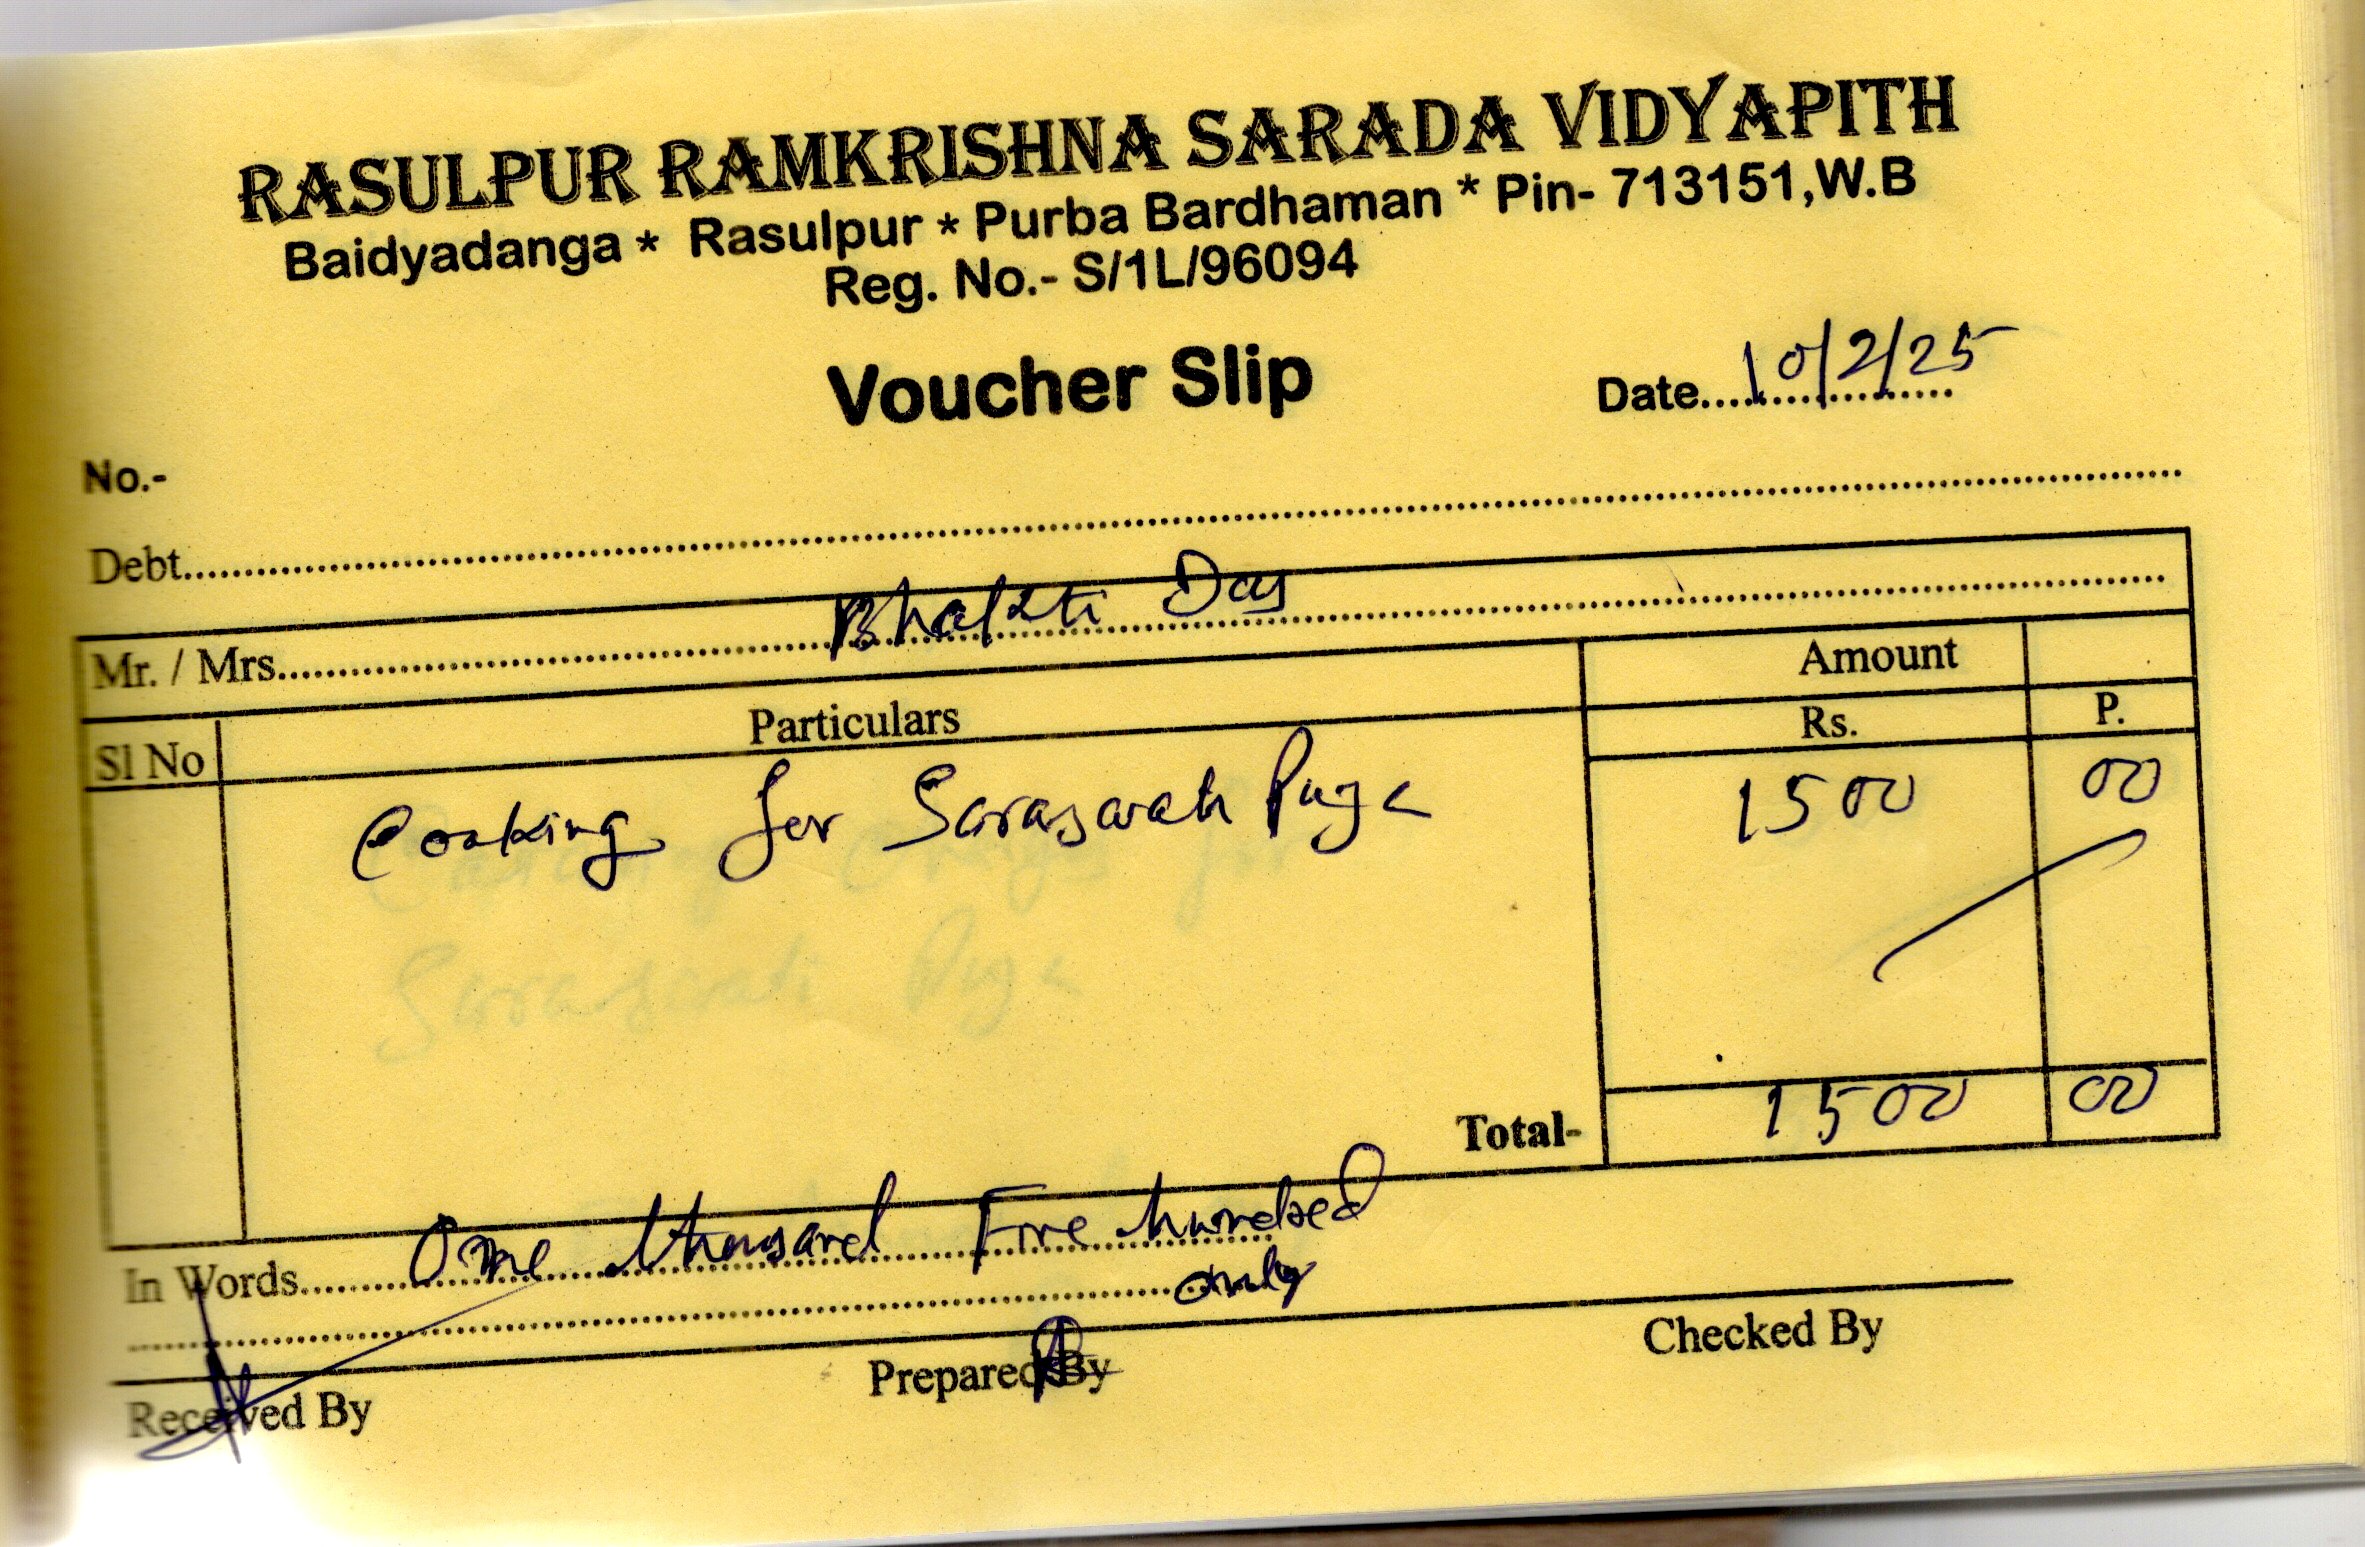 RASULPUR RAMKRISHNA SARADA VIDYAPITH
Baidyadanga * Rasulpur * Purba Bardhaman * Pin- 713151,W.B
Reg. No.- S/1L/96094
Voucher Slip
Date....10/2/25....
No.-
Debt....
Mr. / Mrs....Bhakti Das....
Sl No Particulars Amount
Rs. P.
Cooking for Saraswati Puja 1500 00
Total- 1500 00
In Words....One thousand Five hundred
only
Received By Prepared By Checked By